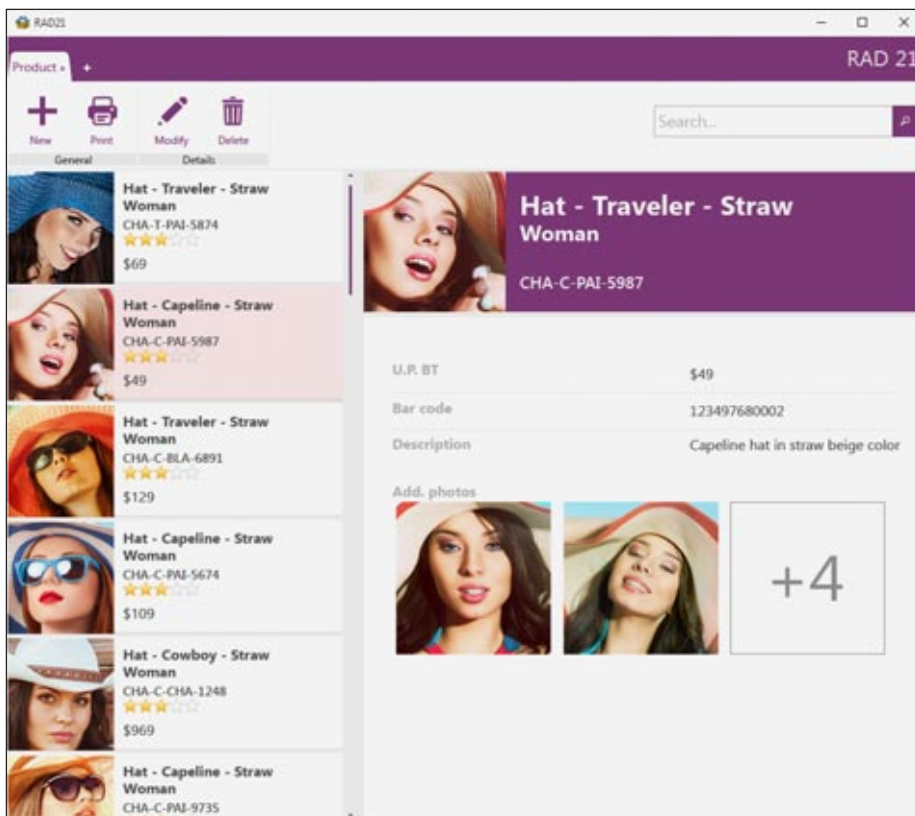 RAD21
RAD 21
Product
New
Print
Modify
Delete
General
Details
Search...
Hat - Traveler - Straw
Woman
CHA-T-PAI-5874
$69
Hat - Capeline - Straw
Woman
CHA-C-PAI-5987
$49
Hat - Traveler - Straw
Woman
CHA-C-BLA-6891
$129
Hat - Capeline - Straw
Woman
CHA-C-PAI-5674
$109
Hat - Cowboy - Straw
Woman
CHA-C-CHA-1248
$969
Hat - Capeline - Straw
Woman
CHA-C-PAI-9735
Hat - Traveler - Straw
Woman
CHA-C-PAI-5987
U.P. BT
$49
Bar code
123497680002
Description
Capeline hat in straw beige color
Add. photos
+4